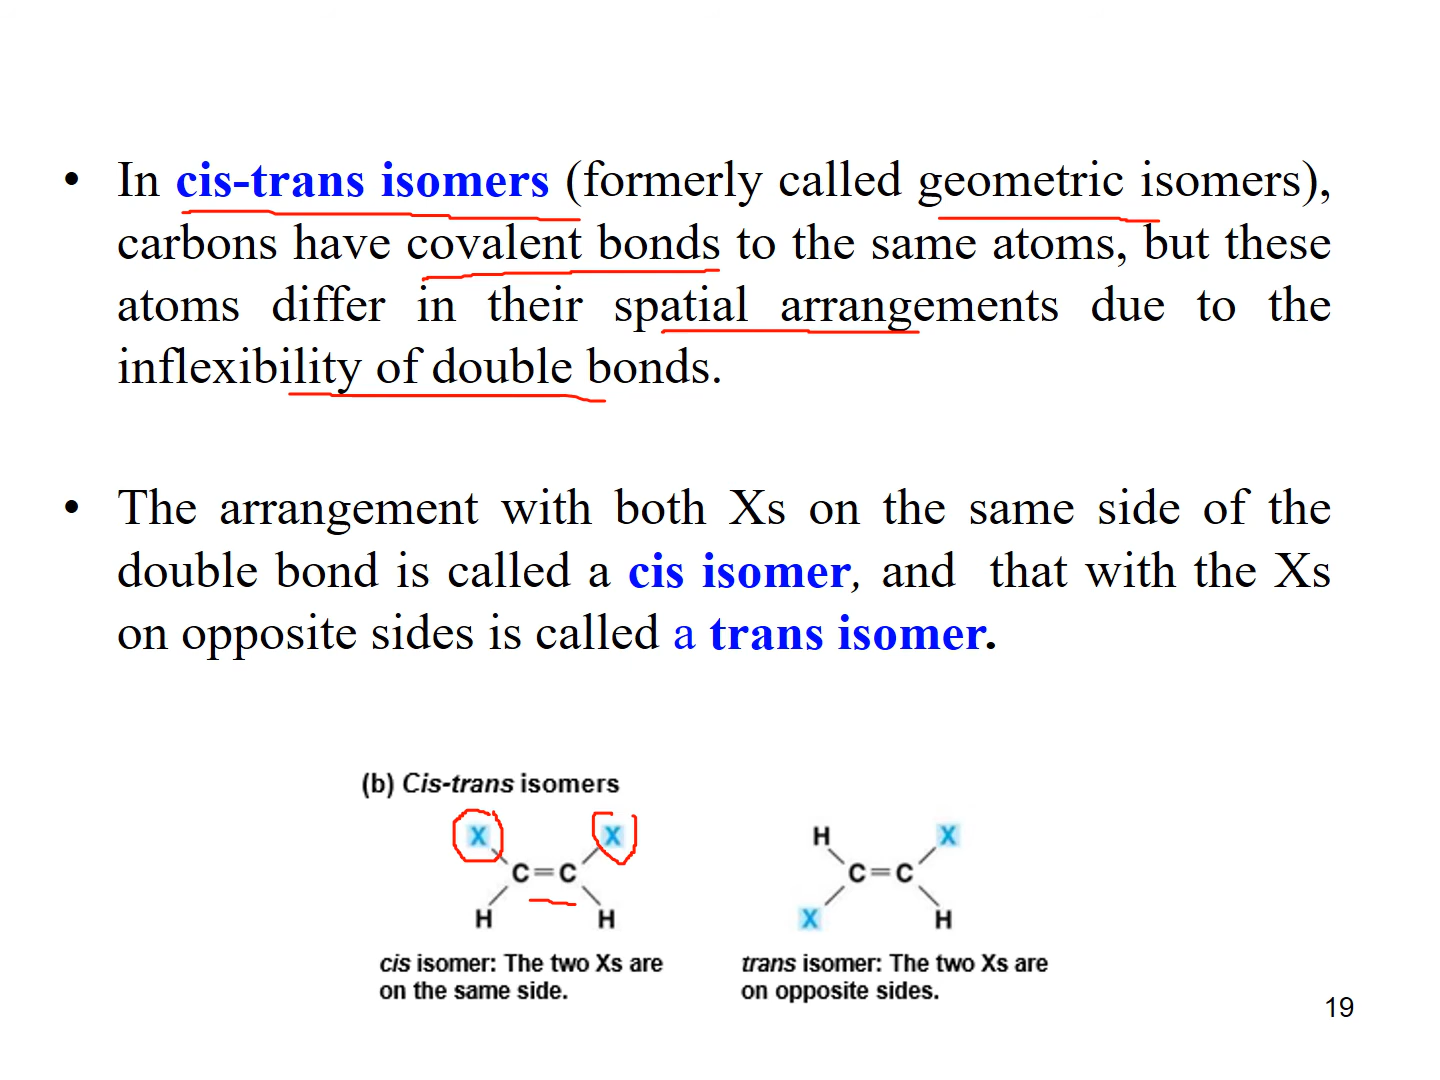 • In cis-trans isomers (formerly called geometric isomers),
carbons have covalent bonds to the same atoms, but these
atoms differ in their spatial arrangements due to the
inflexibility of double bonds.
• The arrangement with both Xs on the same side of the
double bond is called a cis isomer, and that with the Xs
on opposite sides is called a trans isomer.
(b) Cis-trans isomers
X X
C=C
H H
cis isomer: The two Xs are
on the same side.
H X
C=C
X H
trans isomer: The two Xs are
on opposite sides.
19